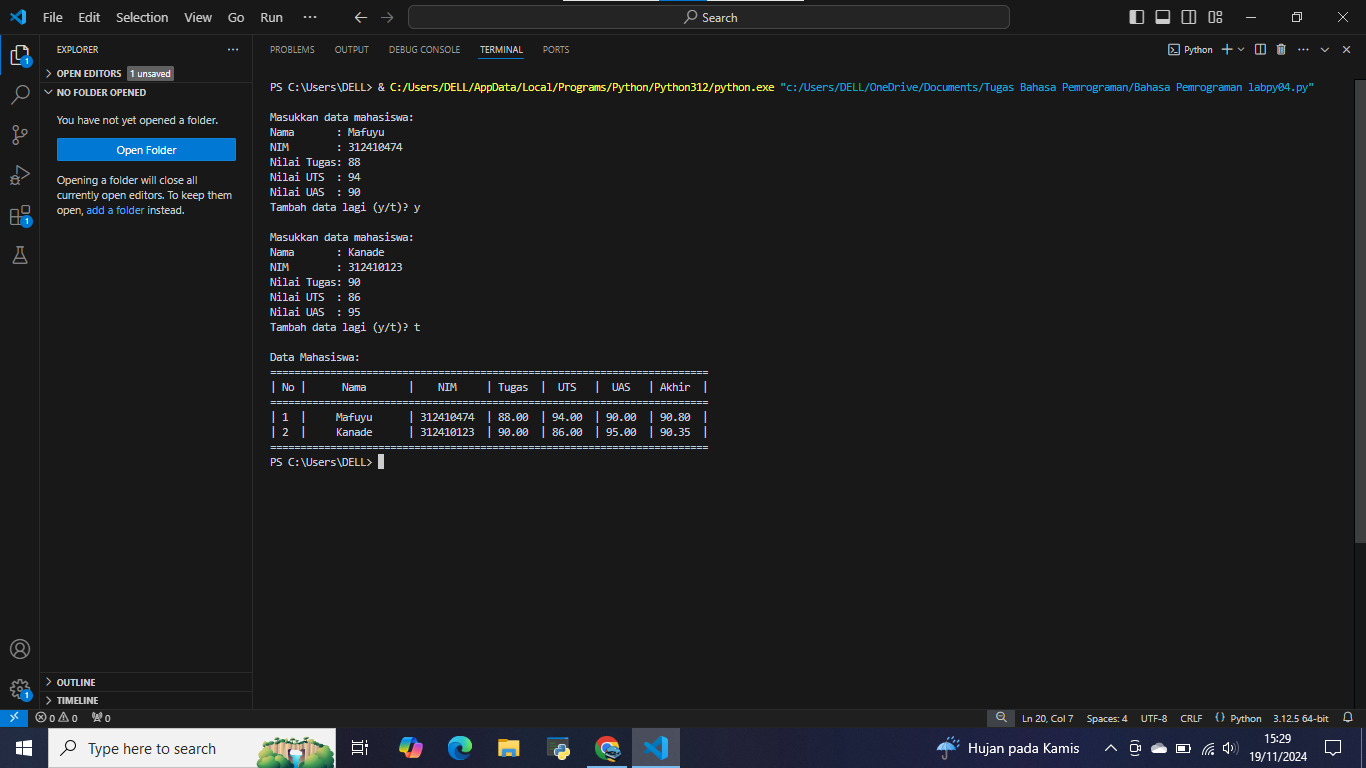 File Edit Selection View Go Run ··· Search
EXPLORER ···
OPEN EDITORS 1 unsaved
NO FOLDER OPENED
You have not yet opened a folder.
Open Folder
Opening a folder will close all
currently open editors. To keep them
open, add a folder instead.
OUTLINE
TIMELINE
PROBLEMS OUTPUT DEBUG CONSOLE TERMINAL PORTS Python ···
PS C:\Users\DELL> & C:/Users/DELL/AppData/Local/Programs/Python/Python312/python.exe "c:/Users/DELL/OneDrive/Documents/Tugas Bahasa Pemrograman/Bahasa Pemrograman labpy04.py"
Masukkan data mahasiswa:
Nama       : Mafuyu
NIM        : 312410474
Nilai Tugas: 88
Nilai UTS  : 94
Nilai UAS  : 90
Tambah data lagi (y/t)? y
Masukkan data mahasiswa:
Nama       : Kanade
NIM        : 312410123
Nilai Tugas: 90
Nilai UTS  : 86
Nilai UAS  : 95
Tambah data lagi (y/t)? t
Data Mahasiswa:
=========================================================================
| No |      Nama       |    NIM     | Tugas  |  UTS   |  UAS   | Akhir  |
=========================================================================
| 1  |     Mafuyu      | 312410474  | 88.00  | 94.00  | 90.00  | 90.80  |
| 2  |     Kanade      | 312410123  | 90.00  | 86.00  | 95.00  | 90.35  |
=========================================================================
PS C:\Users\DELL>
1
1
1
0 0 0 Ln 20, Col 7 Spaces: 4 UTF-8 CRLF Python 3.12.5 64-bit
Type here to search Hujan pada Kamis 15:29
19/11/2024